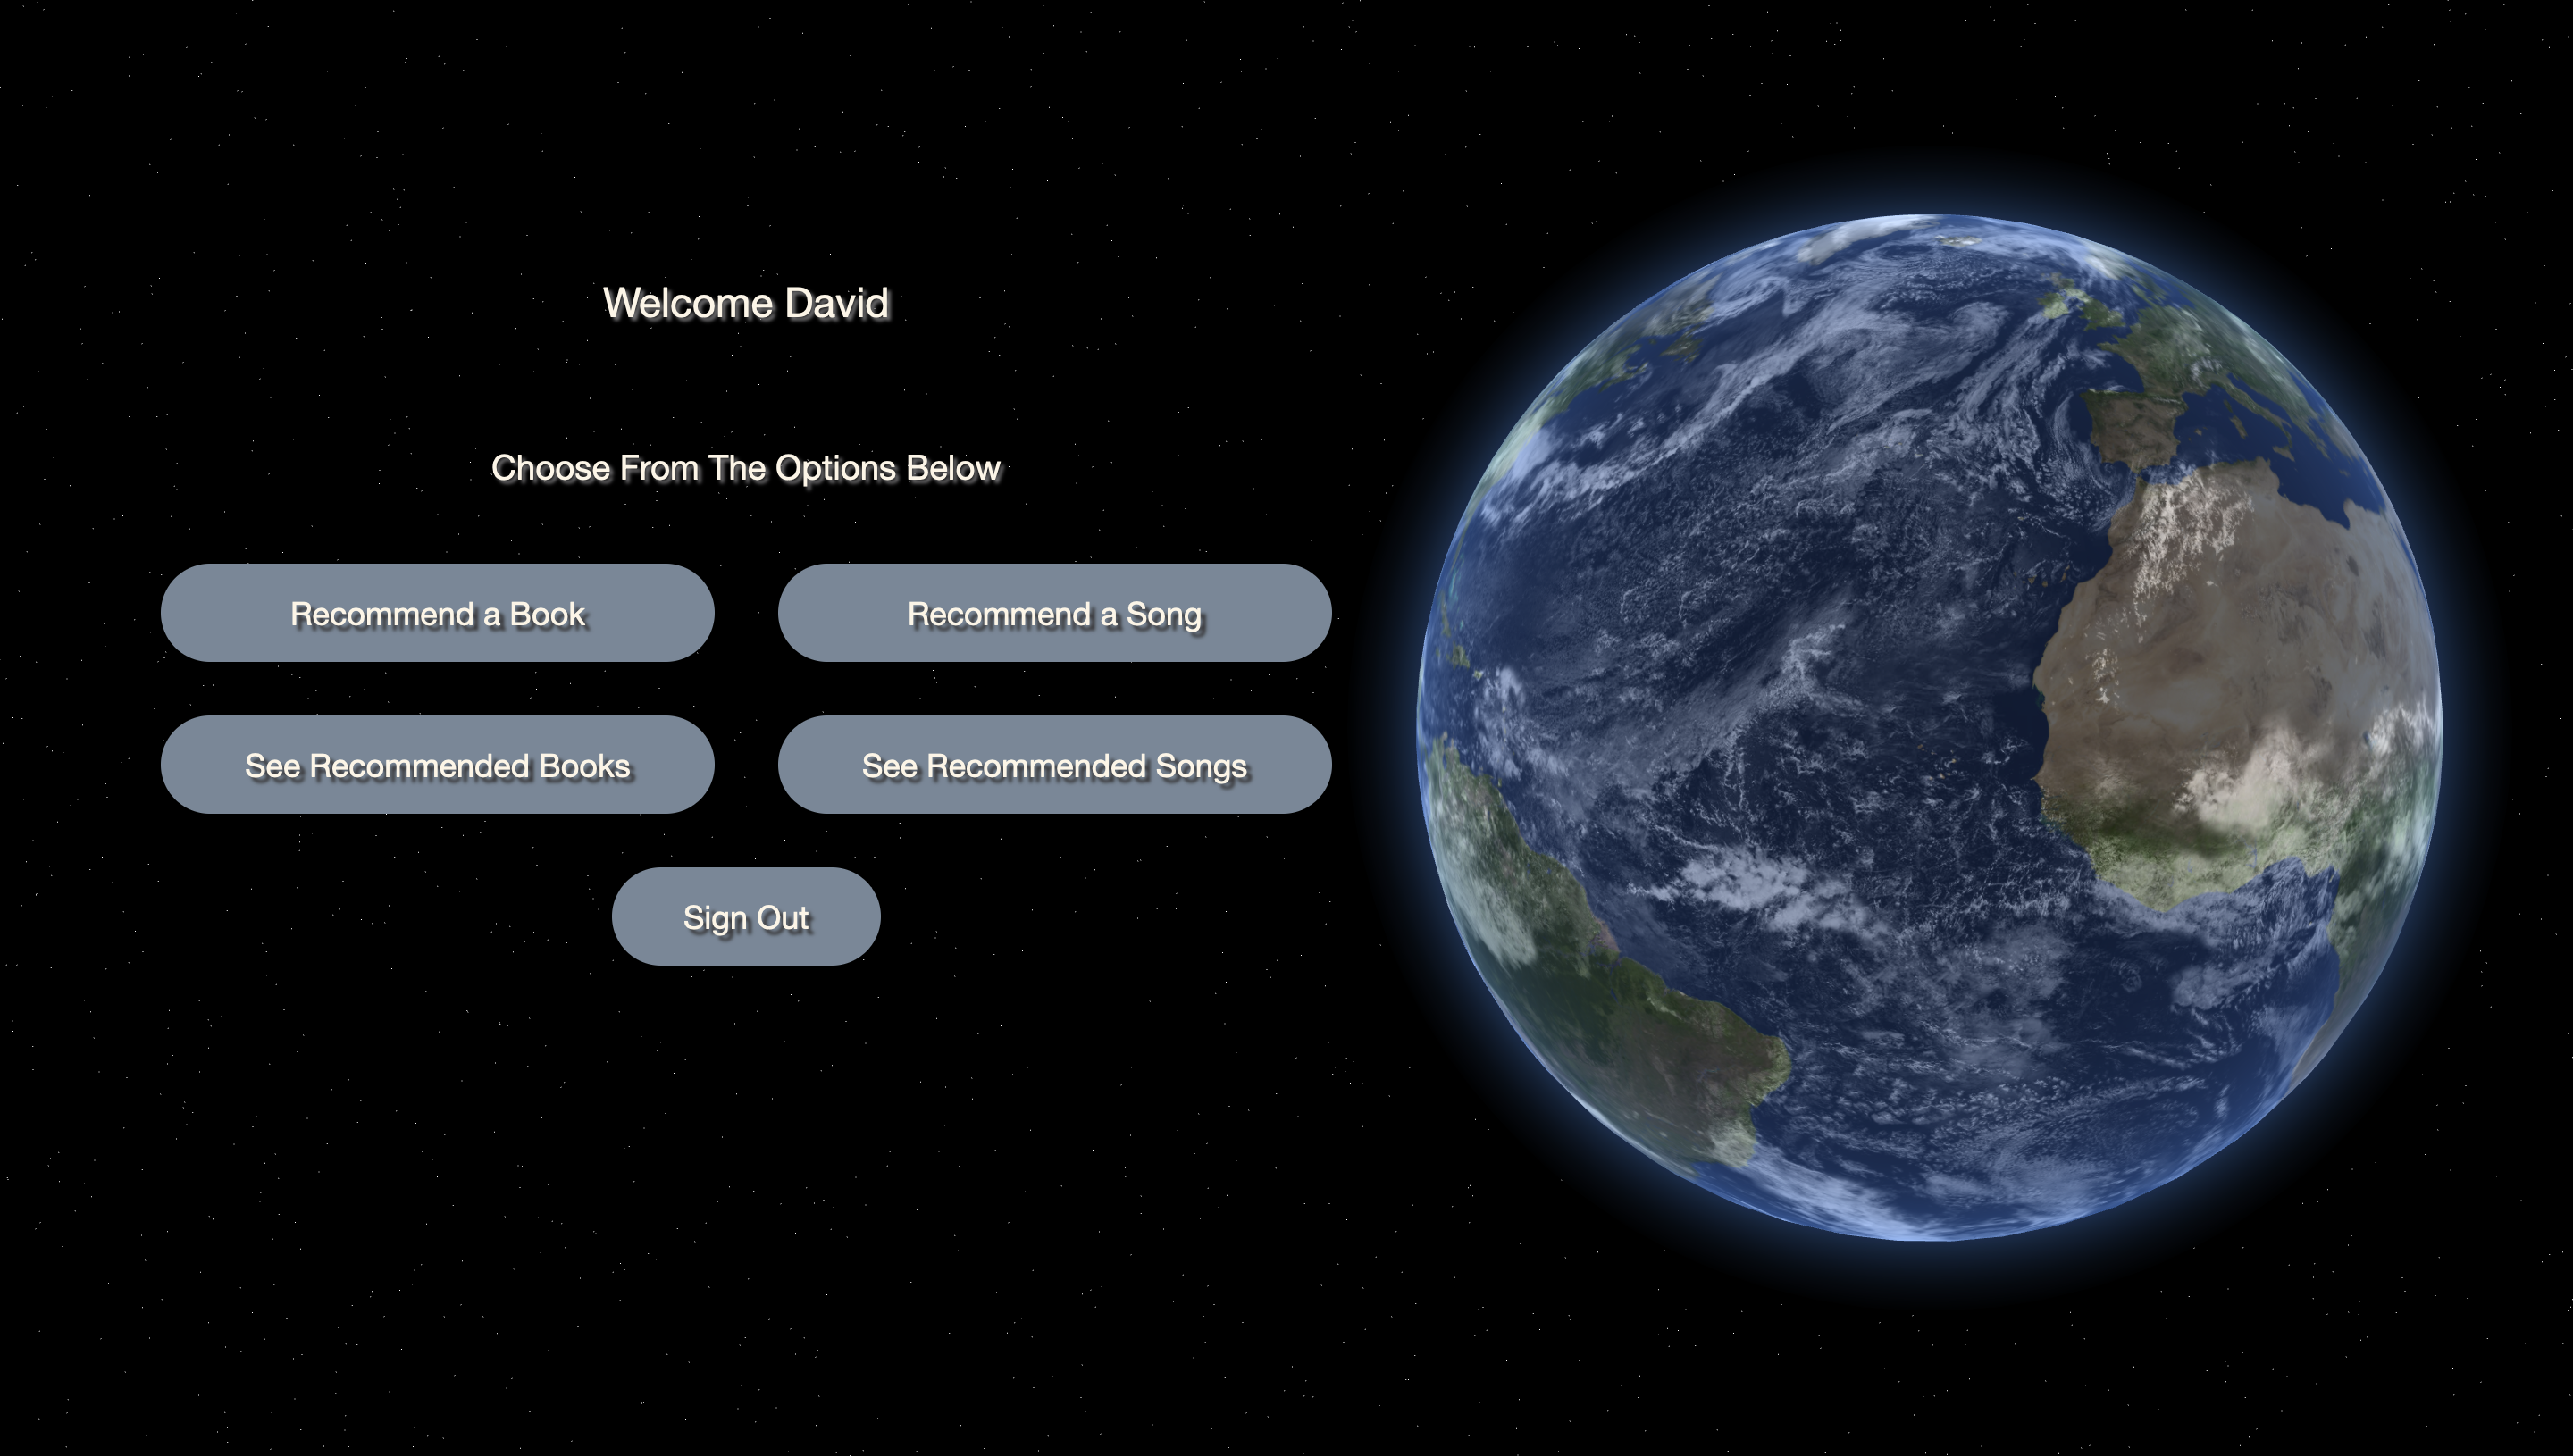 Welcome David
Choose From The Options Below
Recommend a Book
Recommend a Song
See Recommended Books
See Recommended Songs
Sign Out